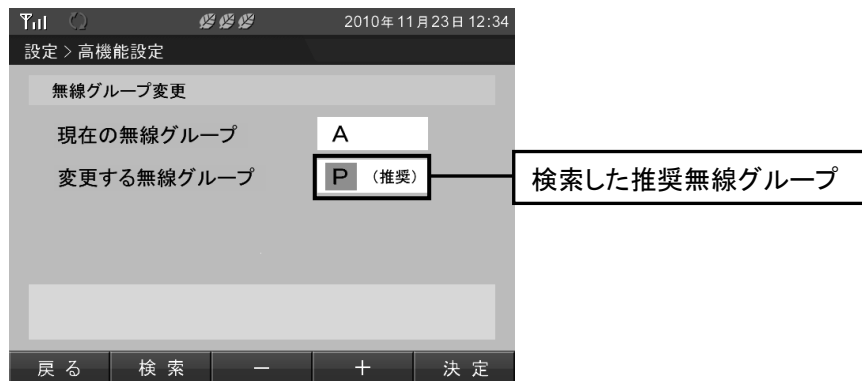 2010年11月23日 12:34
設定 > 高機能設定
無線グループ変更
現在の無線グループ A
変更する無線グループ P (推奨)
検索した推奨無線グループ
戻る 検索 － ＋ 決定